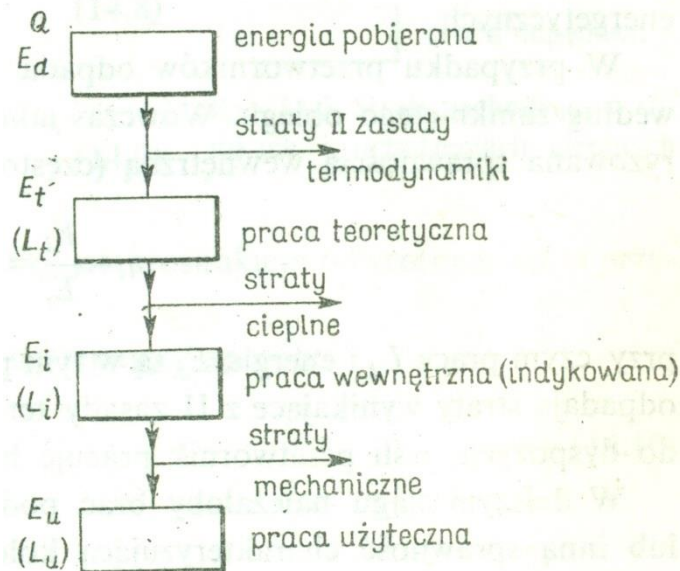 Q
energia pobierana
E_d
straty II zasady
termodynamiki
E_t
(L_t)
praca teoretyczna
straty
cieplne
E_i
praca wewnętrzna (indykowana)
(L_i)
straty
mechaniczne
E_u
praca użyteczna
(L_u)